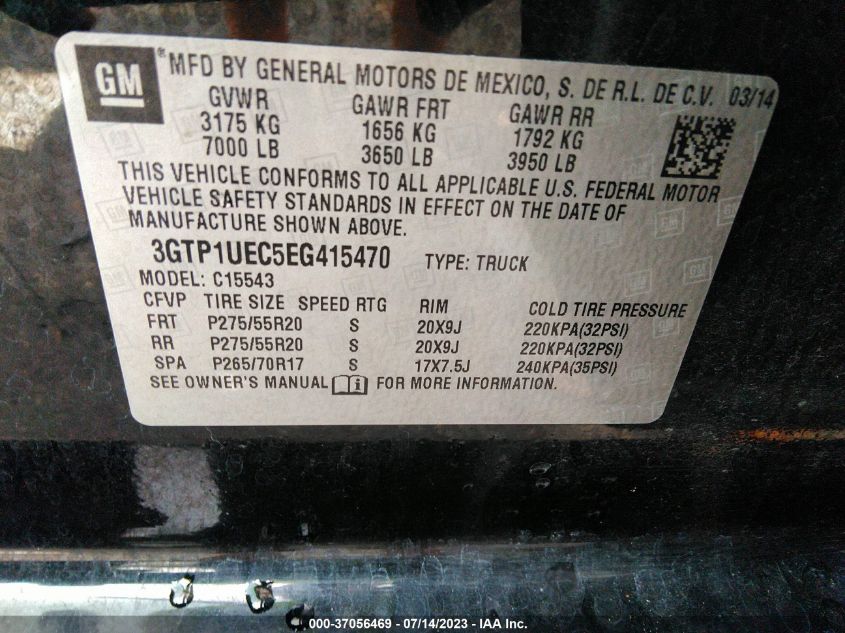 GM
® MFD BY GENERAL MOTORS DE MEXICO, S. DE R.L. DE C.V. 03/14
GVWR GAWR FRT GAWR RR
3175 KG 1656 KG 1792 KG
7000 LB 3650 LB 3950 LB
THIS VEHICLE CONFORMS TO ALL APPLICABLE U.S. FEDERAL MOTOR
VEHICLE SAFETY STANDARDS IN EFFECT ON THE DATE OF
MANUFACTURE SHOWN ABOVE.
3GTP1UEC5EG415470 TYPE: TRUCK
MODEL: C15543
CFVP TIRE SIZE SPEED RTG RIM COLD TIRE PRESSURE
FRT P275/55R20 S 20X9J 220KPA(32PSI)
RR P275/55R20 S 20X9J 220KPA(32PSI)
SPA P265/70R17 S 17X7.5J 240KPA(35PSI)
SEE OWNER'S MANUAL FOR MORE INFORMATION.
000-37056469 - 07/14/2023 - IAA Inc.